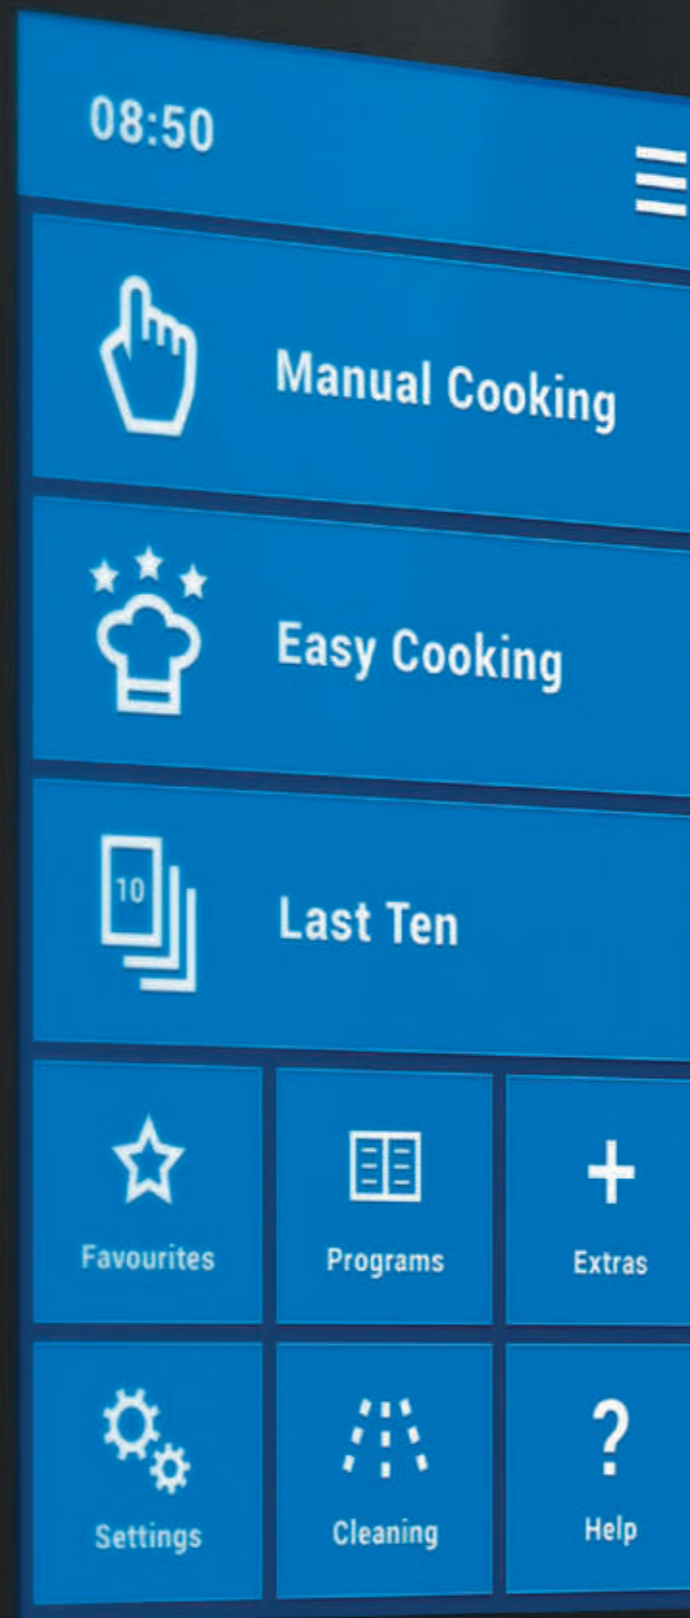 08:50
Manual Cooking
Easy Cooking
10
Last Ten
Favourites
Programs
Extras
Settings
Cleaning
Help